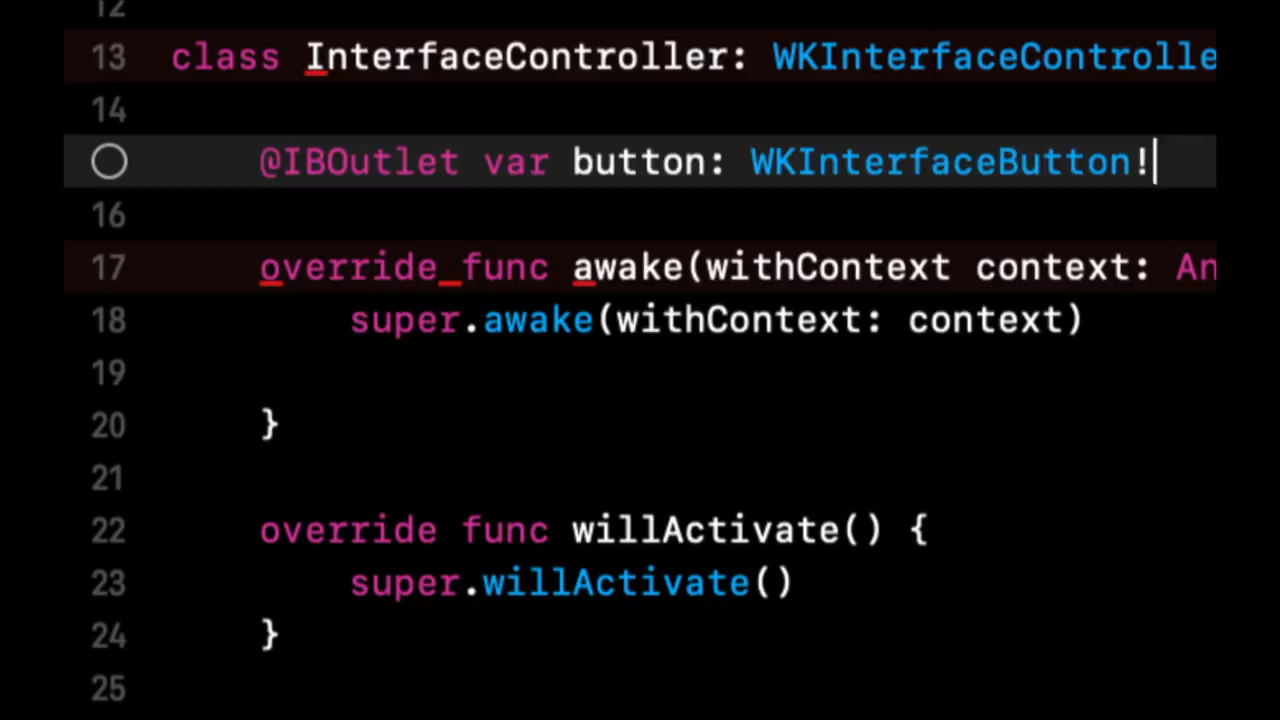 12
13 class InterfaceController: WKInterfaceControlle
14
@IBOutlet var button: WKInterfaceButton!
16
17 override func awake(withContext context: An
18 super.awake(withContext: context)
19
20 }
21
22 override func willActivate() {
23 super.willActivate()
24 }
25